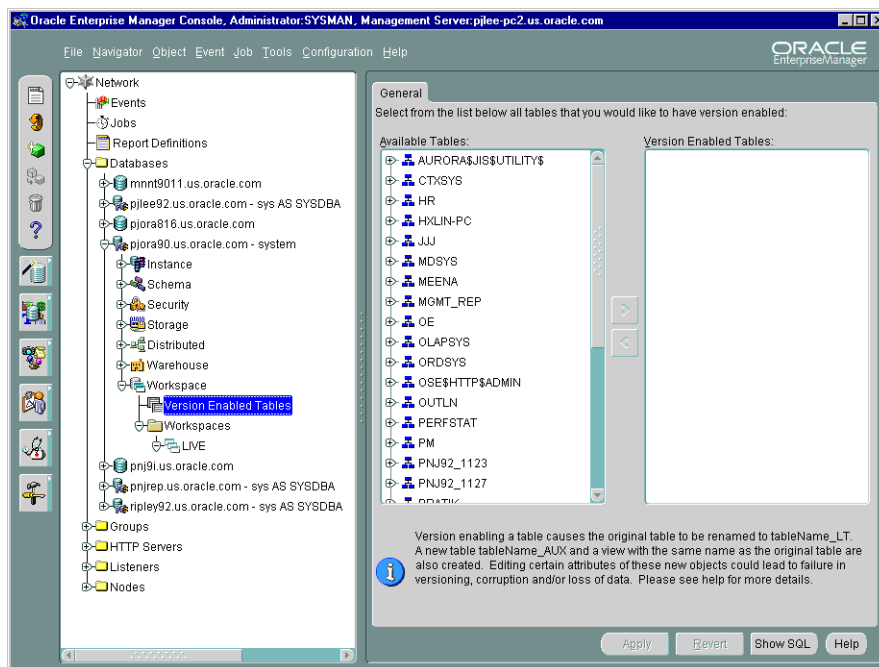 Oracle Enterprise Manager Console, Administrator:SYSMAN, Management Server:pjlee-pc2.us.oracle.com
File Navigator Object Event Job Tools Configuration Help
ORACLE
EnterpriseManager
Network
Events
Jobs
Report Definitions
Databases
mnnt9011.us.oracle.com
pjlee92.us.oracle.com - sys AS SYSDBA
pjora816.us.oracle.com
pjora90.us.oracle.com - system
Instance
Schema
Security
Storage
Distributed
Warehouse
Workspace
Version Enabled Tables
Workspaces
LIVE
pnj9i.us.oracle.com
pnjrep.us.oracle.com - sys AS SYSDBA
ripley92.us.oracle.com - sys AS SYSDBA
Groups
HTTP Servers
Listeners
Nodes
General
Select from the list below all tables that you would like to have version enabled:
Available Tables:
AURORA$JIS$UTILITY$
CTXSYS
HR
HXLIN-PC
JJJ
MDSYS
MEENA
MGMT_REP
OE
OLAPSYS
ORDSYS
OSE$HTTP$ADMIN
OUTLN
PERFSTAT
PM
PNJ92_1123
PNJ92_1127
Version Enabled Tables:
>
<
Version enabling a table causes the original table to be renamed to tableName_LT.
A new table tableName_AUX and a view with the same name as the original table are
also created. Editing certain attributes of these new objects could lead to failure in
versioning, corruption and/or loss of data. Please see help for more details.
Apply Revert Show SQL Help